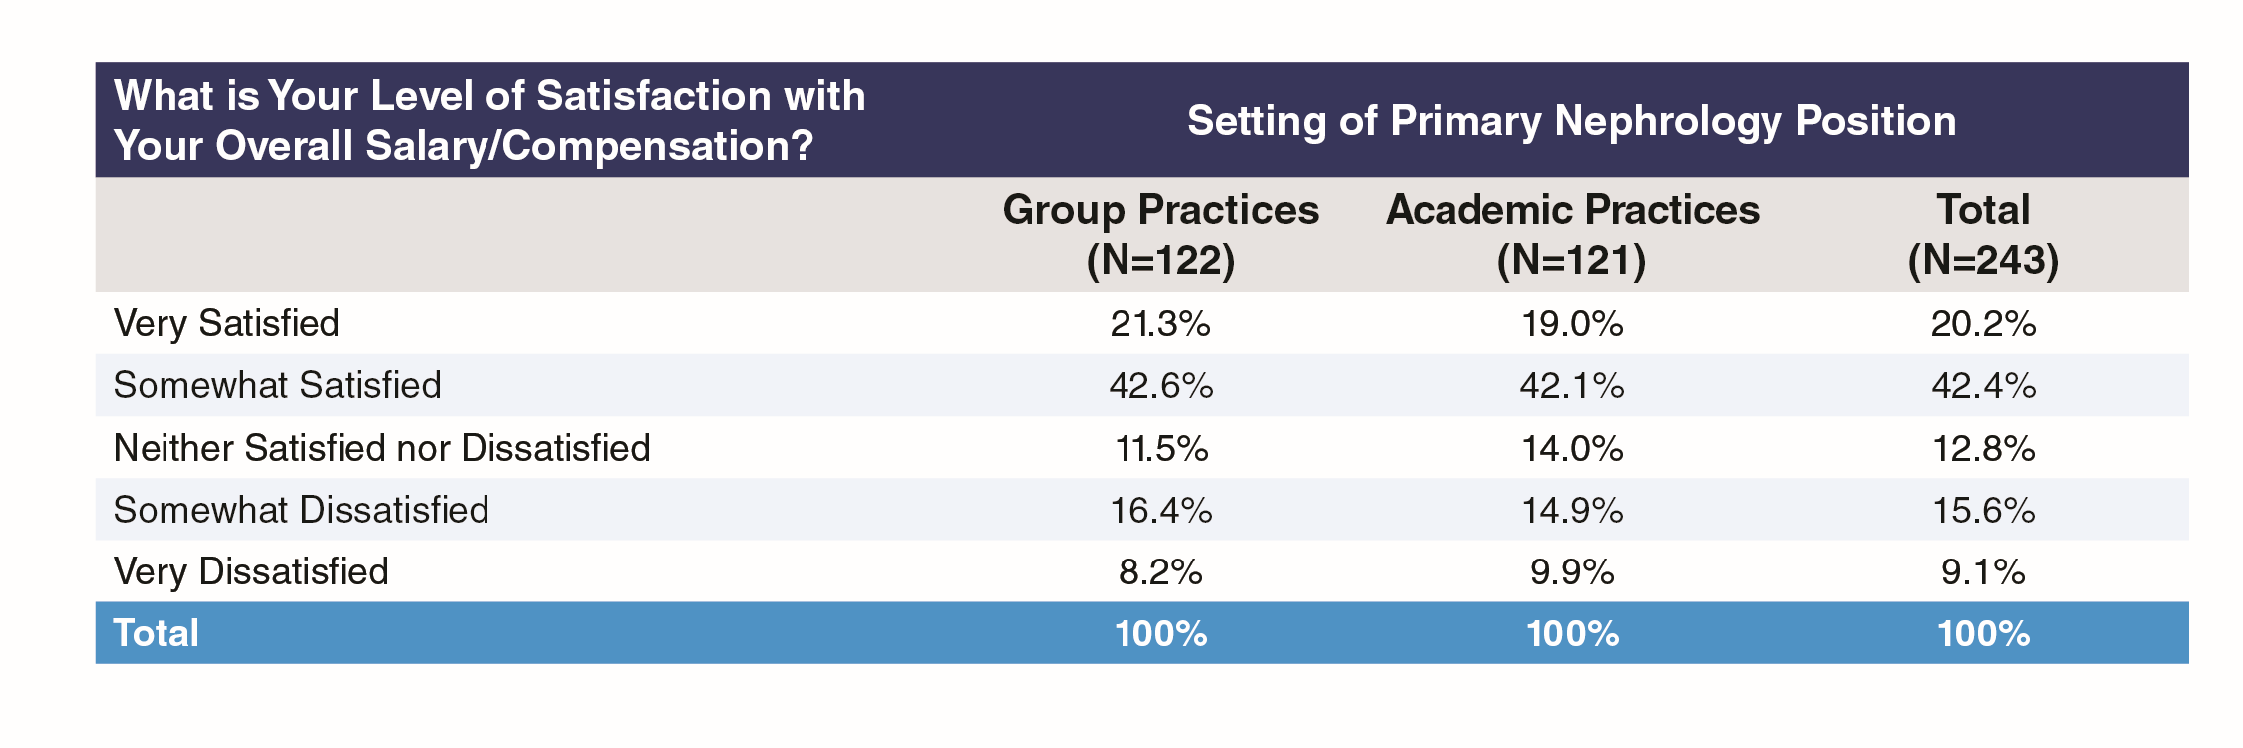 What is Your Level of Satisfaction with
Your Overall Salary/Compensation?
Setting of Primary Nephrology Position
Group Practices Academic Practices Total
(N=122) (N=121) (N=243)
Very Satisfied 21.3% 19.0% 20.2%
Somewhat Satisfied 42.6% 42.1% 42.4%
Neither Satisfied nor Dissatisfied 11.5% 14.0% 12.8%
Somewhat Dissatisfied 16.4% 14.9% 15.6%
Very Dissatisfied 8.2% 9.9% 9.1%
Total 100% 100% 100%